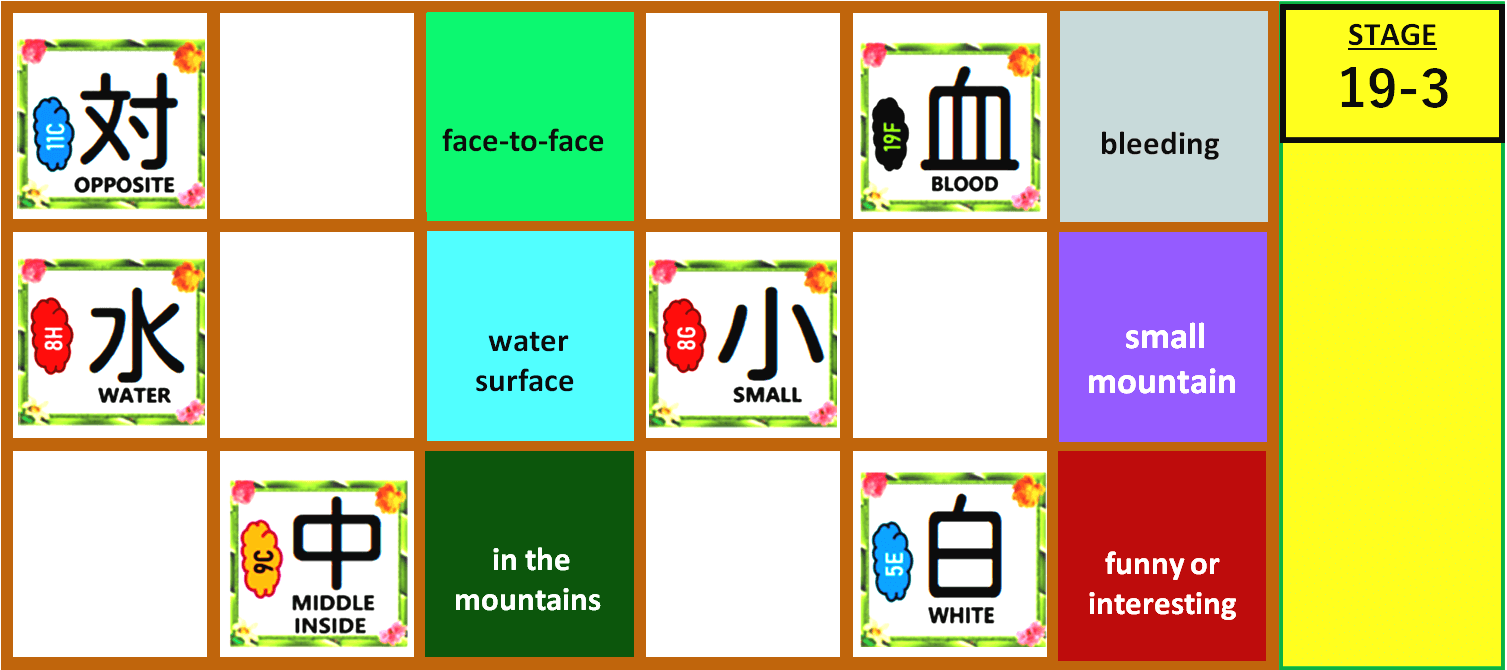 11C
対
OPPOSITE
face-to-face
19F
血
BLOOD
bleeding
STAGE
19-3
8H
水
WATER
water
surface
8G
小
SMALL
small
mountain
9C
中
MIDDLE
INSIDE
in the
mountains
5E
白
WHITE
funny or
interesting